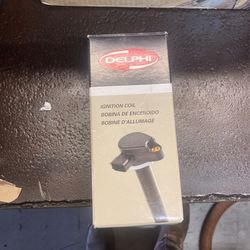 DELPHI
IGNITION COIL
BOBINA DE ENCENDIDO
BOBINE D'ALLUMAGE